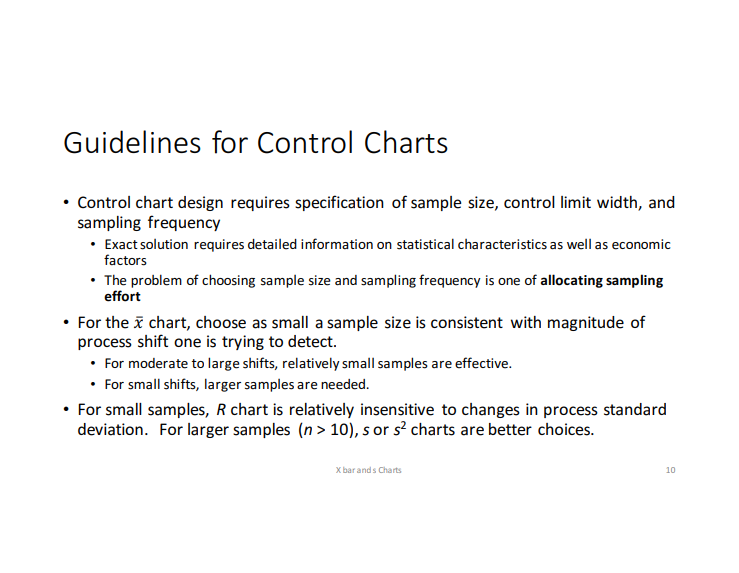 Guidelines for Control Charts
• Control chart design requires specification of sample size, control limit width, and
sampling frequency
• Exact solution requires detailed information on statistical characteristics as well as economic
factors
• The problem of choosing sample size and sampling frequency is one of allocating sampling
effort
• For the x̄ chart, choose as small a sample size is consistent with magnitude of
process shift one is trying to detect.
• For moderate to large shifts, relatively small samples are effective.
• For small shifts, larger samples are needed.
• For small samples, R chart is relatively insensitive to changes in process standard
deviation. For larger samples (n > 10), s or s² charts are better choices.
X bar and s Charts
10